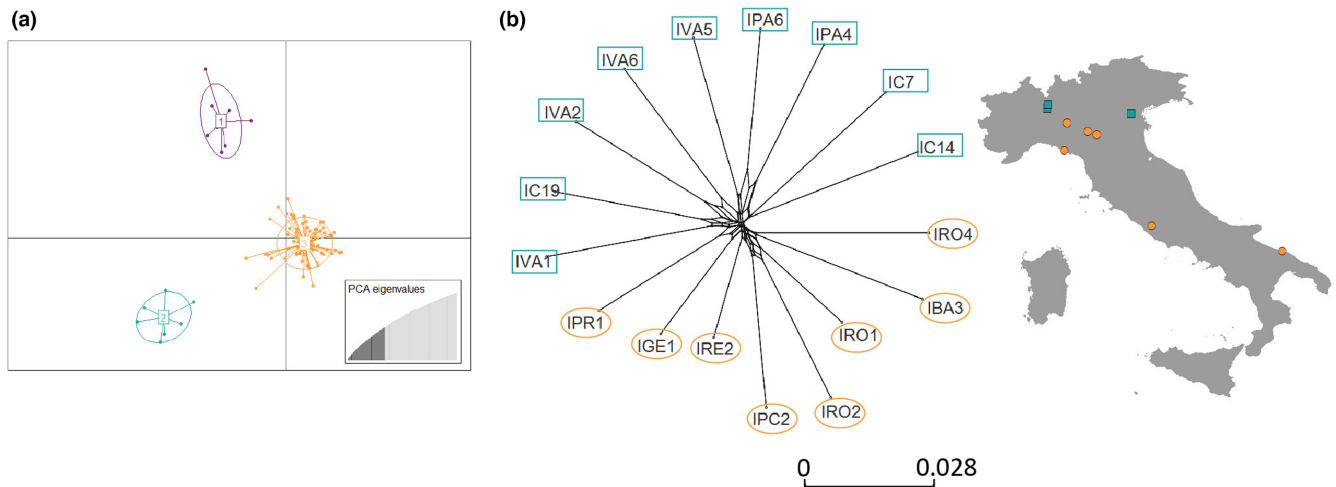 (a)
1
3
2
PCA eigenvalues
(b)
IPA6
IVA5
IPA4
IVA6
IC7
IVA2
IC14
IC19
IRO4
IVA1
IBA3
IPR1
IRO1
IGE1
IRE2
IRO2
IPC2
0 0.028